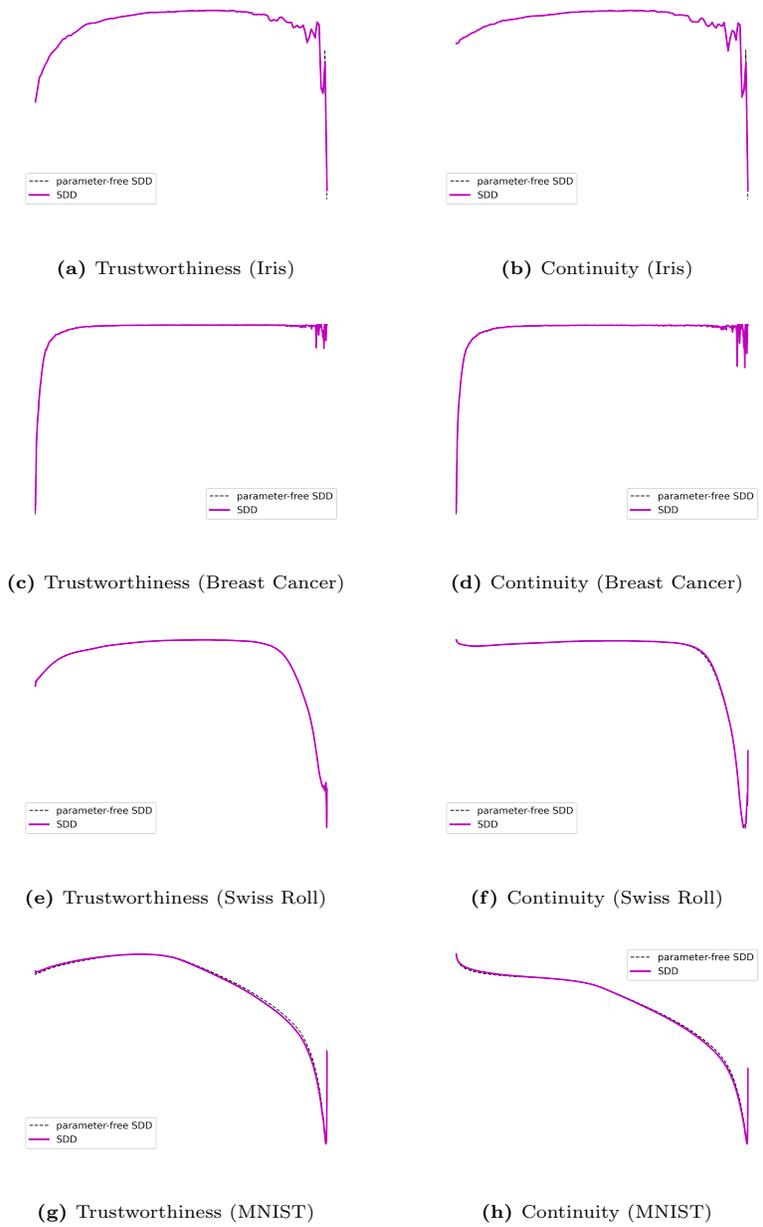 parameter-free SDD
SDD
parameter-free SDD
SDD
(a) Trustworthiness (Iris)
(b) Continuity (Iris)
parameter-free SDD
SDD
parameter-free SDD
SDD
(c) Trustworthiness (Breast Cancer)
(d) Continuity (Breast Cancer)
parameter-free SDD
SDD
parameter-free SDD
SDD
(e) Trustworthiness (Swiss Roll)
(f) Continuity (Swiss Roll)
parameter-free SDD
SDD
parameter-free SDD
SDD
(g) Trustworthiness (MNIST)
(h) Continuity (MNIST)